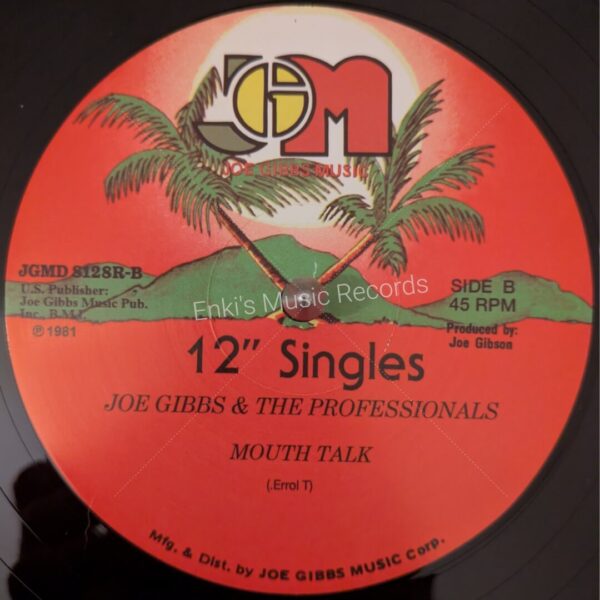 JGM
JOE GIBBS MUSIC
JGMD 8128R-B
U.S. Publisher:
Joe Gibbs Music Pub.
Inc., B.M.I.
℗ 1981
Enki's Music Records
SIDE B
45 RPM
Produced by:
Joe Gibson
12" Singles
JOE GIBBS & THE PROFESSIONALS
MOUTH TALK
(.Errol T)
Mfg. & Dist. by JOE GIBBS MUSIC Corp.